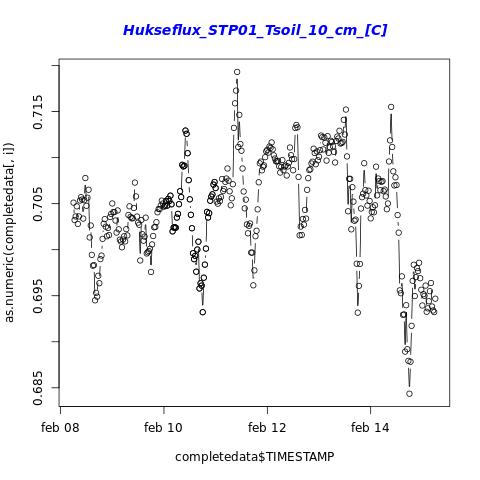 Hukseflux_STP01_Tsoil_10_cm_[C]
as.numeric(completedata[, i])
0.715
0.705
0.695
0.685
feb 08
feb 10
feb 12
feb 14
completedata$TIMESTAMP